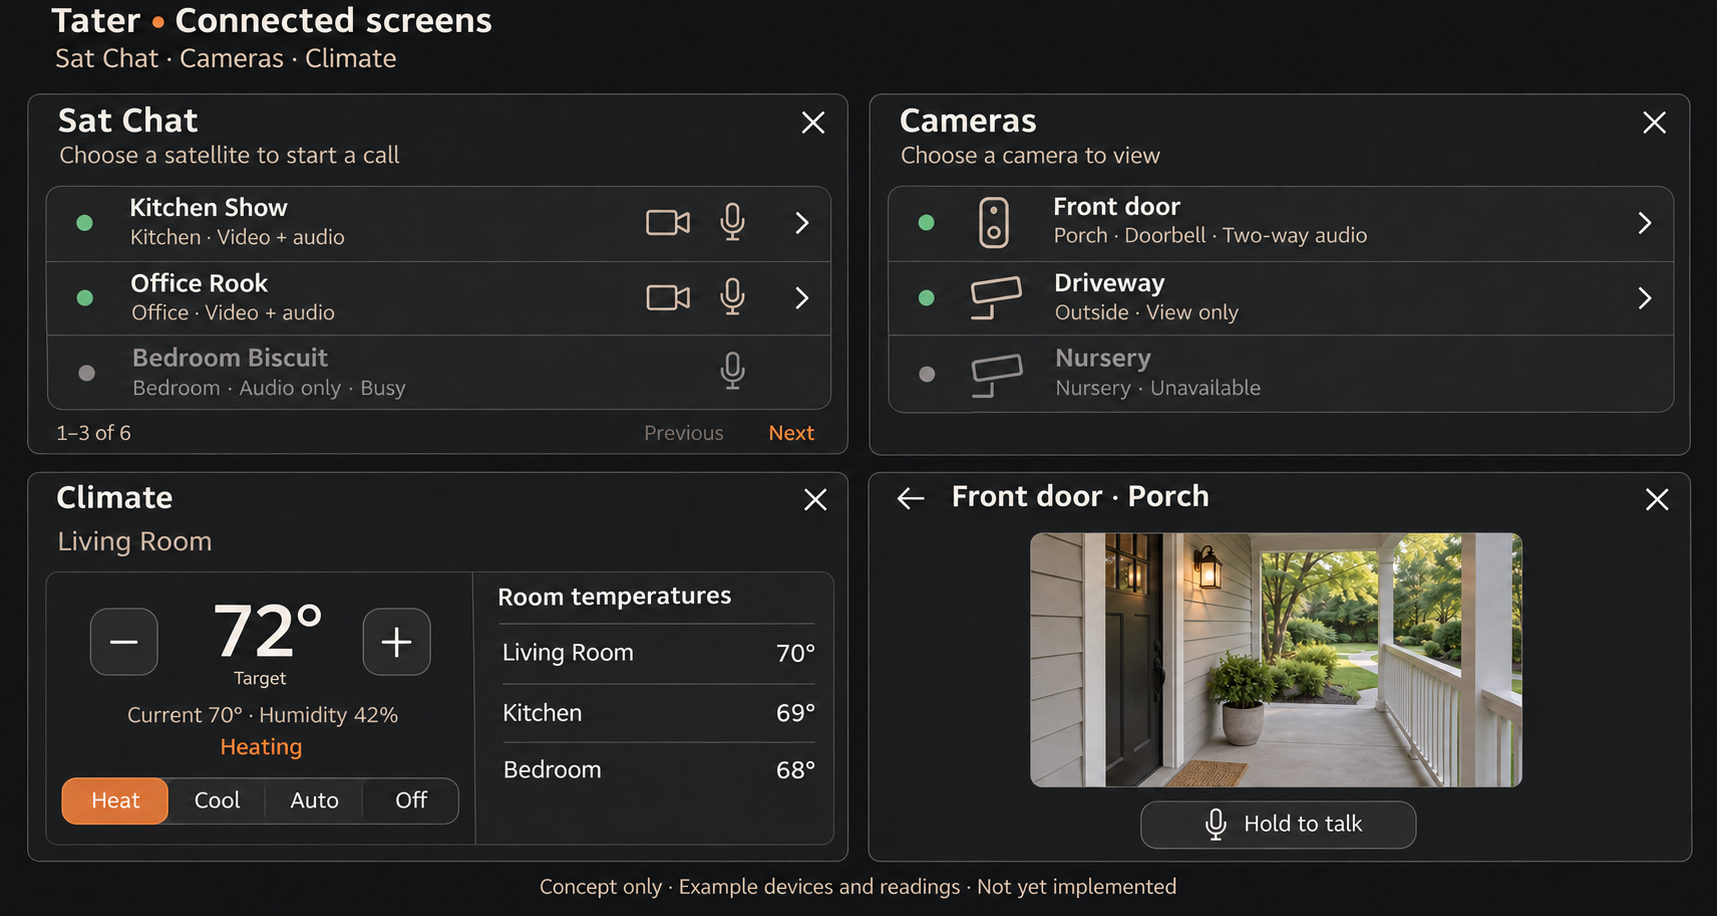 Tater • Connected screens
Sat Chat · Cameras · Climate
Sat Chat
Choose a satellite to start a call
Kitchen Show
Kitchen · Video + audio
Office Rook
Office · Video + audio
Bedroom Biscuit
Bedroom · Audio only · Busy
1–3 of 6
Previous
Next
Cameras
Choose a camera to view
Front door
Porch · Doorbell · Two-way audio
Driveway
Outside · View only
Nursery
Nursery · Unavailable
Climate
Living Room
72°
Target
Current 70° · Humidity 42%
Heating
Heat
Cool
Auto
Off
Room temperatures
Living Room 70°
Kitchen 69°
Bedroom 68°
Front door · Porch
Hold to talk
Concept only · Example devices and readings · Not yet implemented